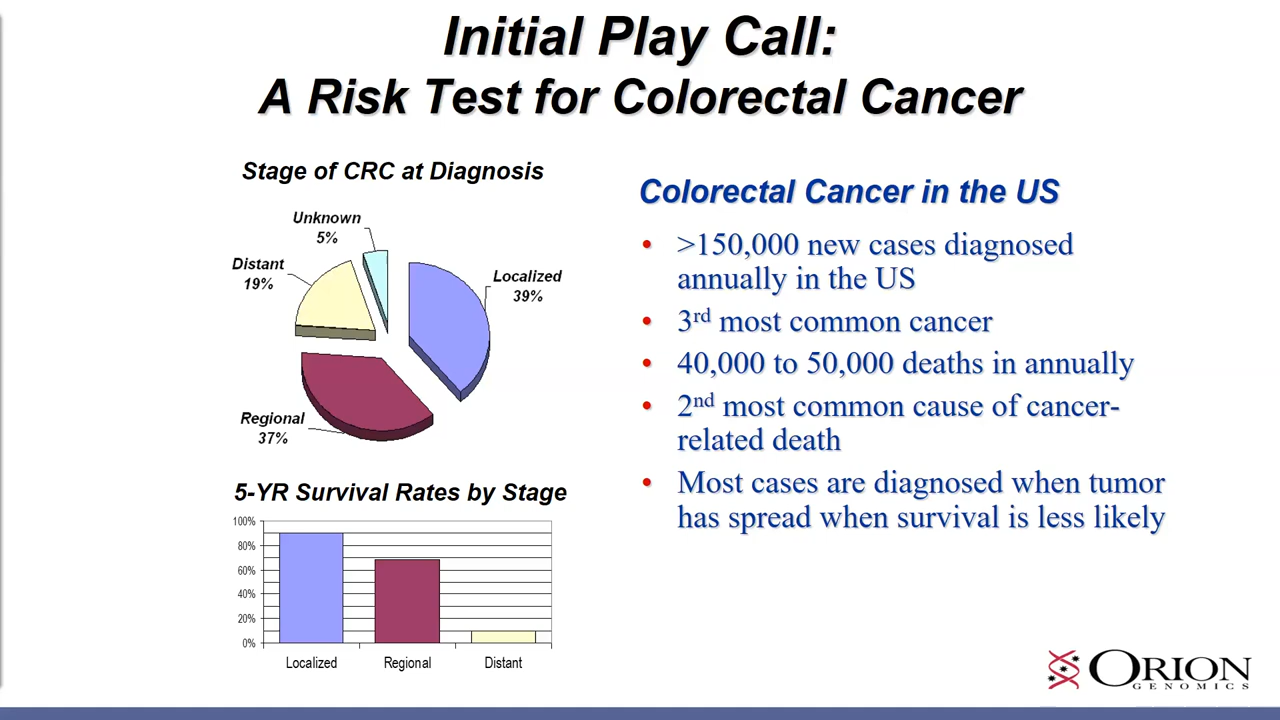 Initial Play Call:
A Risk Test for Colorectal Cancer
Stage of CRC at Diagnosis
Unknown
5%
Distant
19%
Localized
39%
Regional
37%
5-YR Survival Rates by Stage
100%
80%
60%
40%
20%
0%
Localized Regional Distant
Colorectal Cancer in the US
• >150,000 new cases diagnosed
annually in the US
• 3rd most common cancer
• 40,000 to 50,000 deaths in annually
• 2nd most common cause of cancer-
related death
• Most cases are diagnosed when tumor
has spread when survival is less likely
ORION
GENOMICS